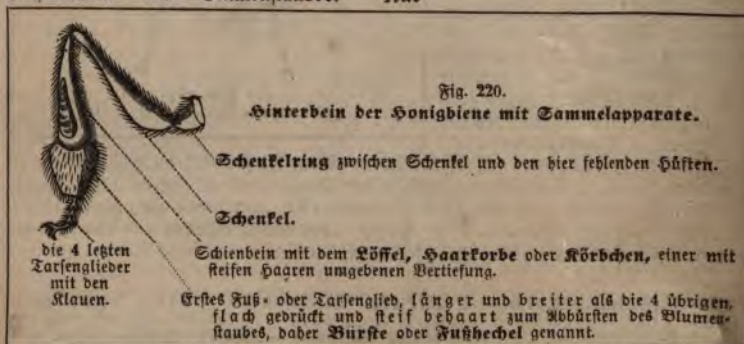 Fig. 220.
Hinterbein der Honigbiene mit Sammelapparate.
Schenkelring zwischen Schenkel und den hier fehlenden Hüften.
Schenkel.
Schienbein mit dem Löffel, Haarkorbe oder Körbchen, einer mit
steifen Haaren umgebenen Vertiefung.
die 4 letzten
Tarsenglieder
mit den
Klauen.
Erstes Fuß- oder Tarsenglied, länger und breiter als die 4 übrigen,
flach gedrückt und steif behaart zum Abbürsten des Blumen-
staubes, daher Bürste oder Fußhechel genannt.